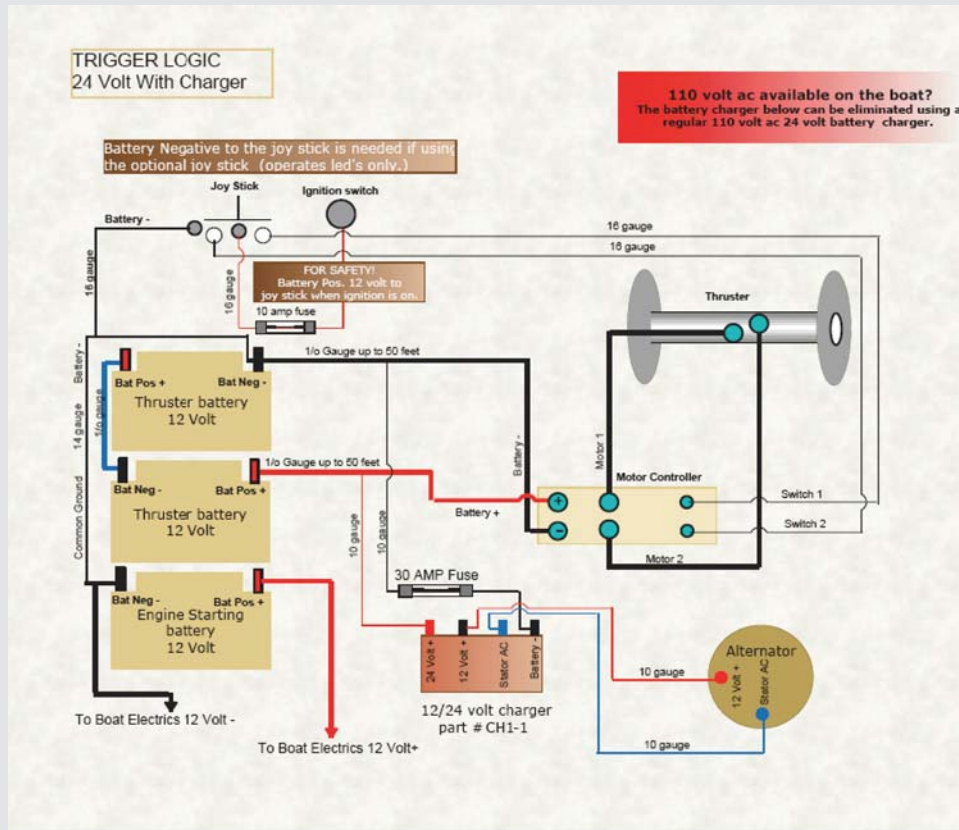 TRIGGER LOGIC
24 Volt With Charger
110 volt ac available on the boat?
The battery charger below can be eliminated using a
regular 110 volt ac 24 volt battery charger.
Battery Negative to the joy stick is needed if using
the optional joy stick (operates led's only.)
Joy Stick
Ignition switch
Battery -
16 gauge
16 gauge
16 gauge
16 gauge
FOR SAFETY!
Battery Pos. 12 volt to
joy stick when ignition is on.
10 amp fuse
Thruster
Battery -
1/o Gauge up to 50 feet
Bat Pos +
Bat Neg -
Thruster battery
12 Volt
1/o gauge
14 gauge
Common Ground
1/o Gauge up to 50 feet
Bat Neg -
Bat Pos +
Thruster battery
12 Volt
Battery -
Battery +
Motor 1
Motor Controller
+
-
Switch 1
Switch 2
Motor 2
10 gauge
10 gauge
30 AMP Fuse
Bat Neg -
Bat Pos +
Engine Starting
battery
12 Volt
24 Volt +
12 Volt +
Stator AC
Battery -
12/24 volt charger
part # CH1-1
10 gauge
Alternator
12 Volt +
Stator AC
10 gauge
To Boat Electrics 12 Volt -
To Boat Electrics 12 Volt+